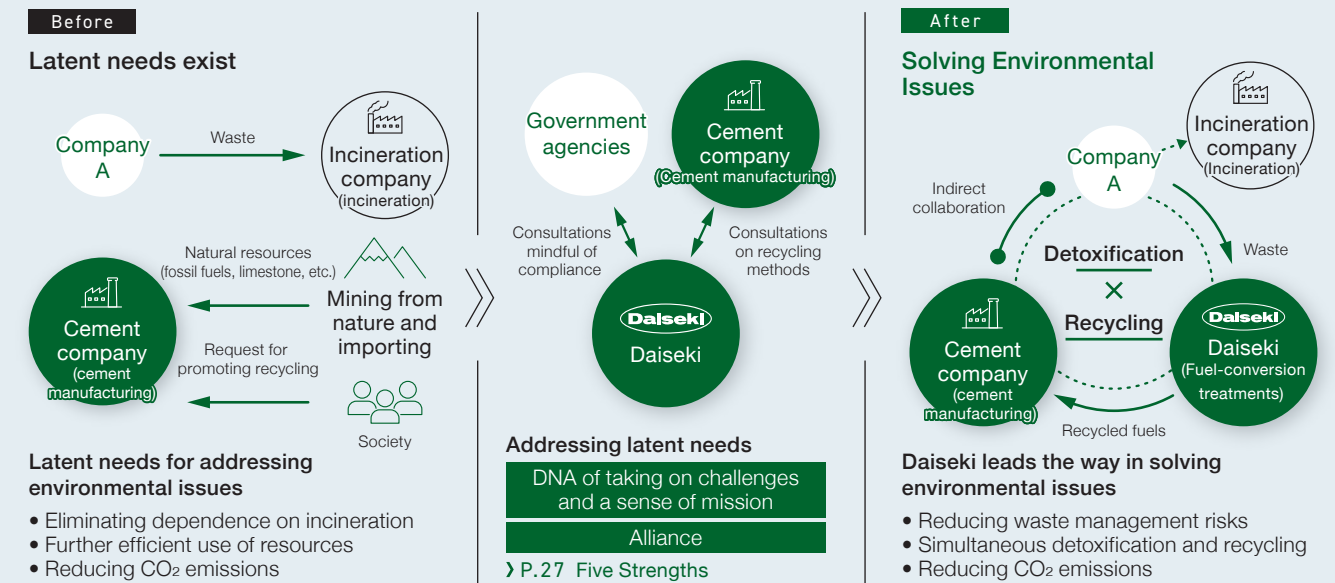 Before
Latent needs exist
Company
A
Waste
Incineration
company
(incineration)
Natural resources
(fossil fuels, limestone, etc.)
Mining from
nature and
importing
Cement
company
(cement
manufacturing)
Request for
promoting recycling
Society
Latent needs for addressing
environmental issues
• Eliminating dependence on incineration
• Further efficient use of resources
• Reducing CO₂ emissions
Government
agencies
Cement
company
(Cement manufacturing)
Consultations
mindful of
compliance
Consultations
on recycling
methods
Daiseki
Daiseki
Addressing latent needs
DNA of taking on challenges
and a sense of mission
Alliance
P.27 Five Strengths
After
Solving Environmental
Issues
Incineration
company
(Incineration)
Company
A
Indirect
collaboration
Waste
Detoxification
×
Recycling
Cement
company
(cement
manufacturing)
Daiseki
Daiseki
(Fuel-conversion
treatments)
Recycled fuels
Daiseki leads the way in solving
environmental issues
• Reducing waste management risks
• Simultaneous detoxification and recycling
• Reducing CO₂ emissions